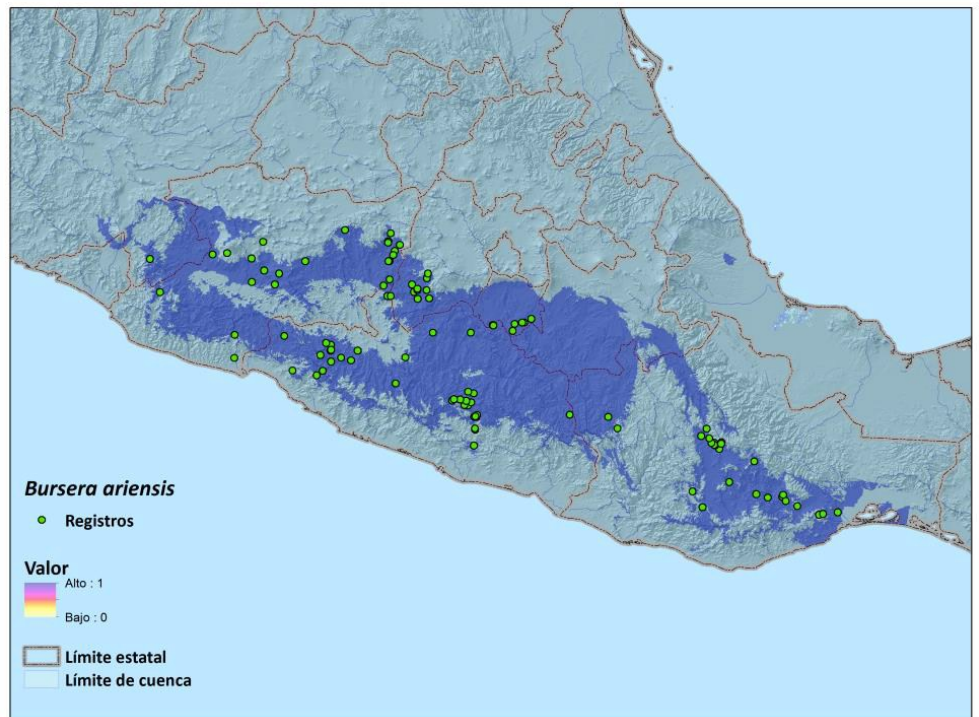 Bursera ariensis
Registros
Valor
Alto : 1
Bajo : 0
Límite estatal
Límite de cuenca